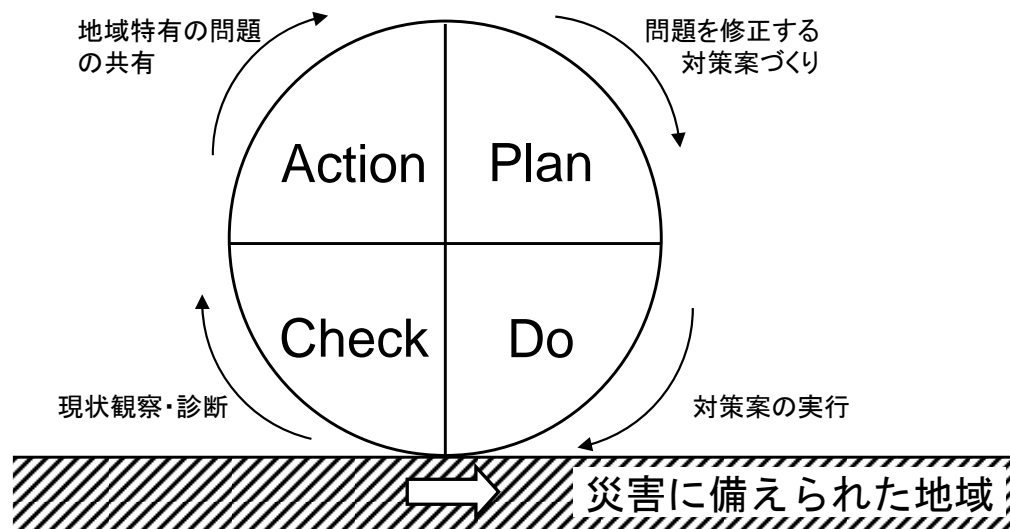 地域特有の問題
の共有
問題を修正する
対策案づくり
Action
Plan
Check
Do
現状観察・診断
対策案の実行
災害に備えられた地域